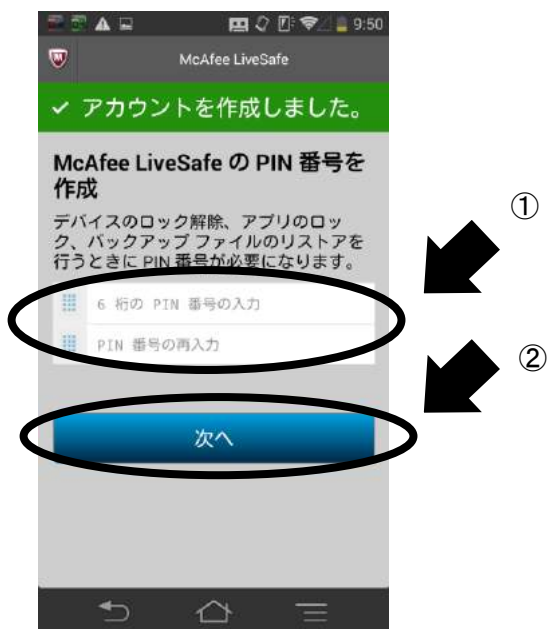 9:50
McAfee LiveSafe
アカウントを作成しました。
McAfee LiveSafe の PIN 番号を
作成
デバイスのロック解除、アプリのロッ
ク、バックアップ ファイルのリストアを
行うときに PIN 番号が必要になります。
①
6 桁の PIN 番号の入力
PIN 番号の再入力
②
次へ